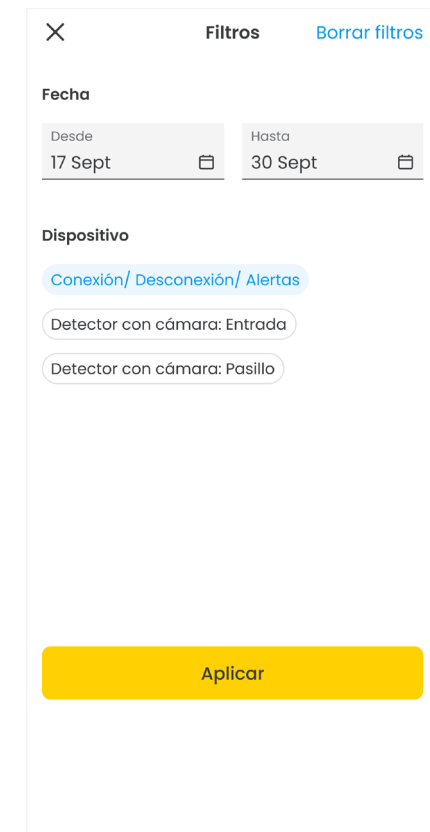 Filtros
Borrar filtros
Fecha
Desde
17 Sept
Hasta
30 Sept
Dispositivo
Conexión/ Desconexión/ Alertas
Detector con cámara: Entrada
Detector con cámara: Pasillo
Aplicar